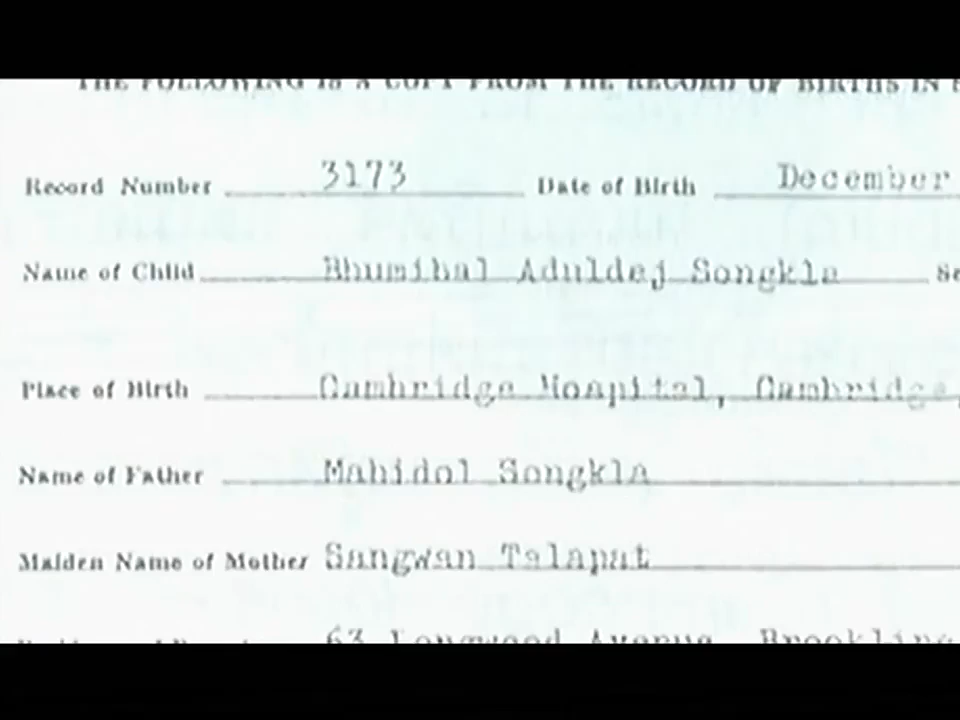 THE FOLLOWING IS A COPY FROM THE RECORD OF BIRTHS IN
Record Number 3173 Date of Birth December
Name of Child Bhumibal Aduldej Songkla Se
Place of Birth Cambridge Hospital, Cambridge,
Name of Father Mahidol Songkla
Maiden Name of Mother Sangwan Talapat
63 Longwood Avenue, Brookline